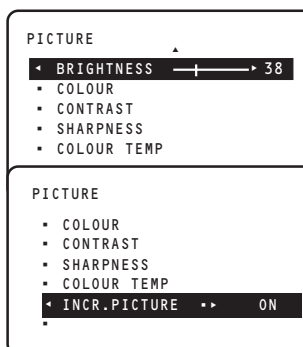 PICTURE
BRIGHTNESS 38
COLOUR
CONTRAST
SHARPNESS
COLOUR TEMP
PICTURE
COLOUR
CONTRAST
SHARPNESS
COLOUR TEMP
INCR.PICTURE ON